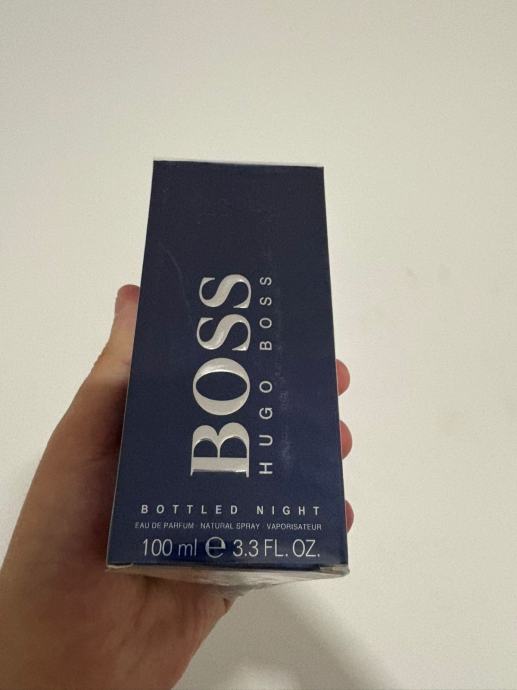 BOSS
HUGO BOSS
BOTTLED NIGHT
EAU DE PARFUM · NATURAL SPRAY · VAPORISATEUR
100 ml ℮ 3.3 FL. OZ.